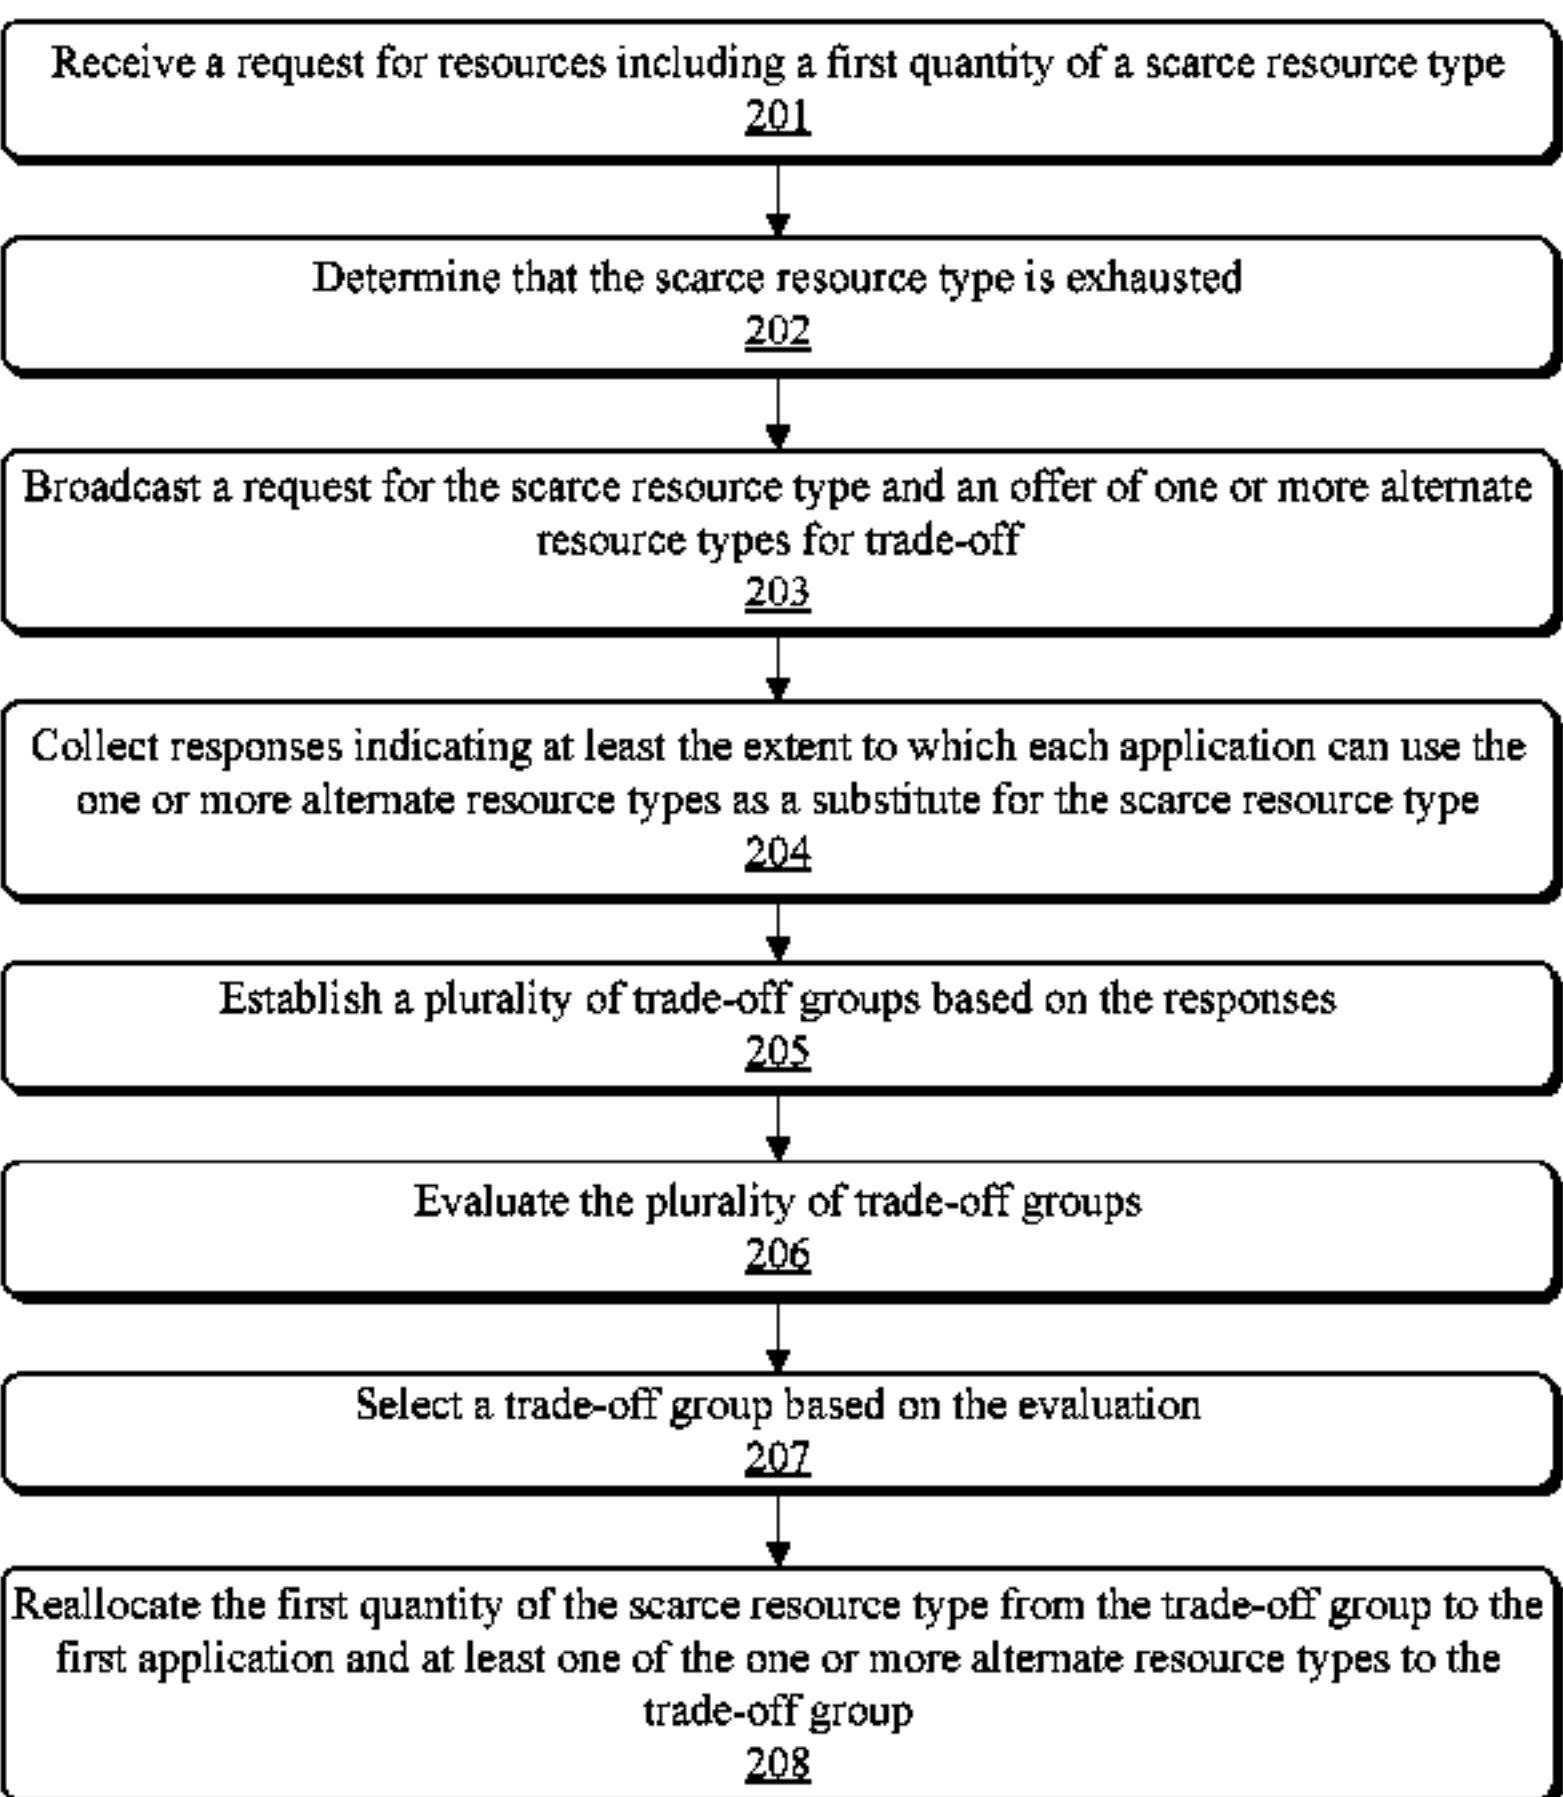 Receive a request for resources including a first quantity of a scarce resource type
201
Determine that the scarce resource type is exhausted
202
Broadcast a request for the scarce resource type and an offer of one or more alternate
resource types for trade-off
203
Collect responses indicating at least the extent to which each application can use the
one or more alternate resource types as a substitute for the scarce resource type
204
Establish a plurality of trade-off groups based on the responses
205
Evaluate the plurality of trade-off groups
206
Select a trade-off group based on the evaluation
207
Reallocate the first quantity of the scarce resource type from the trade-off group to the
first application and at least one of the one or more alternate resource types to the
trade-off group
208